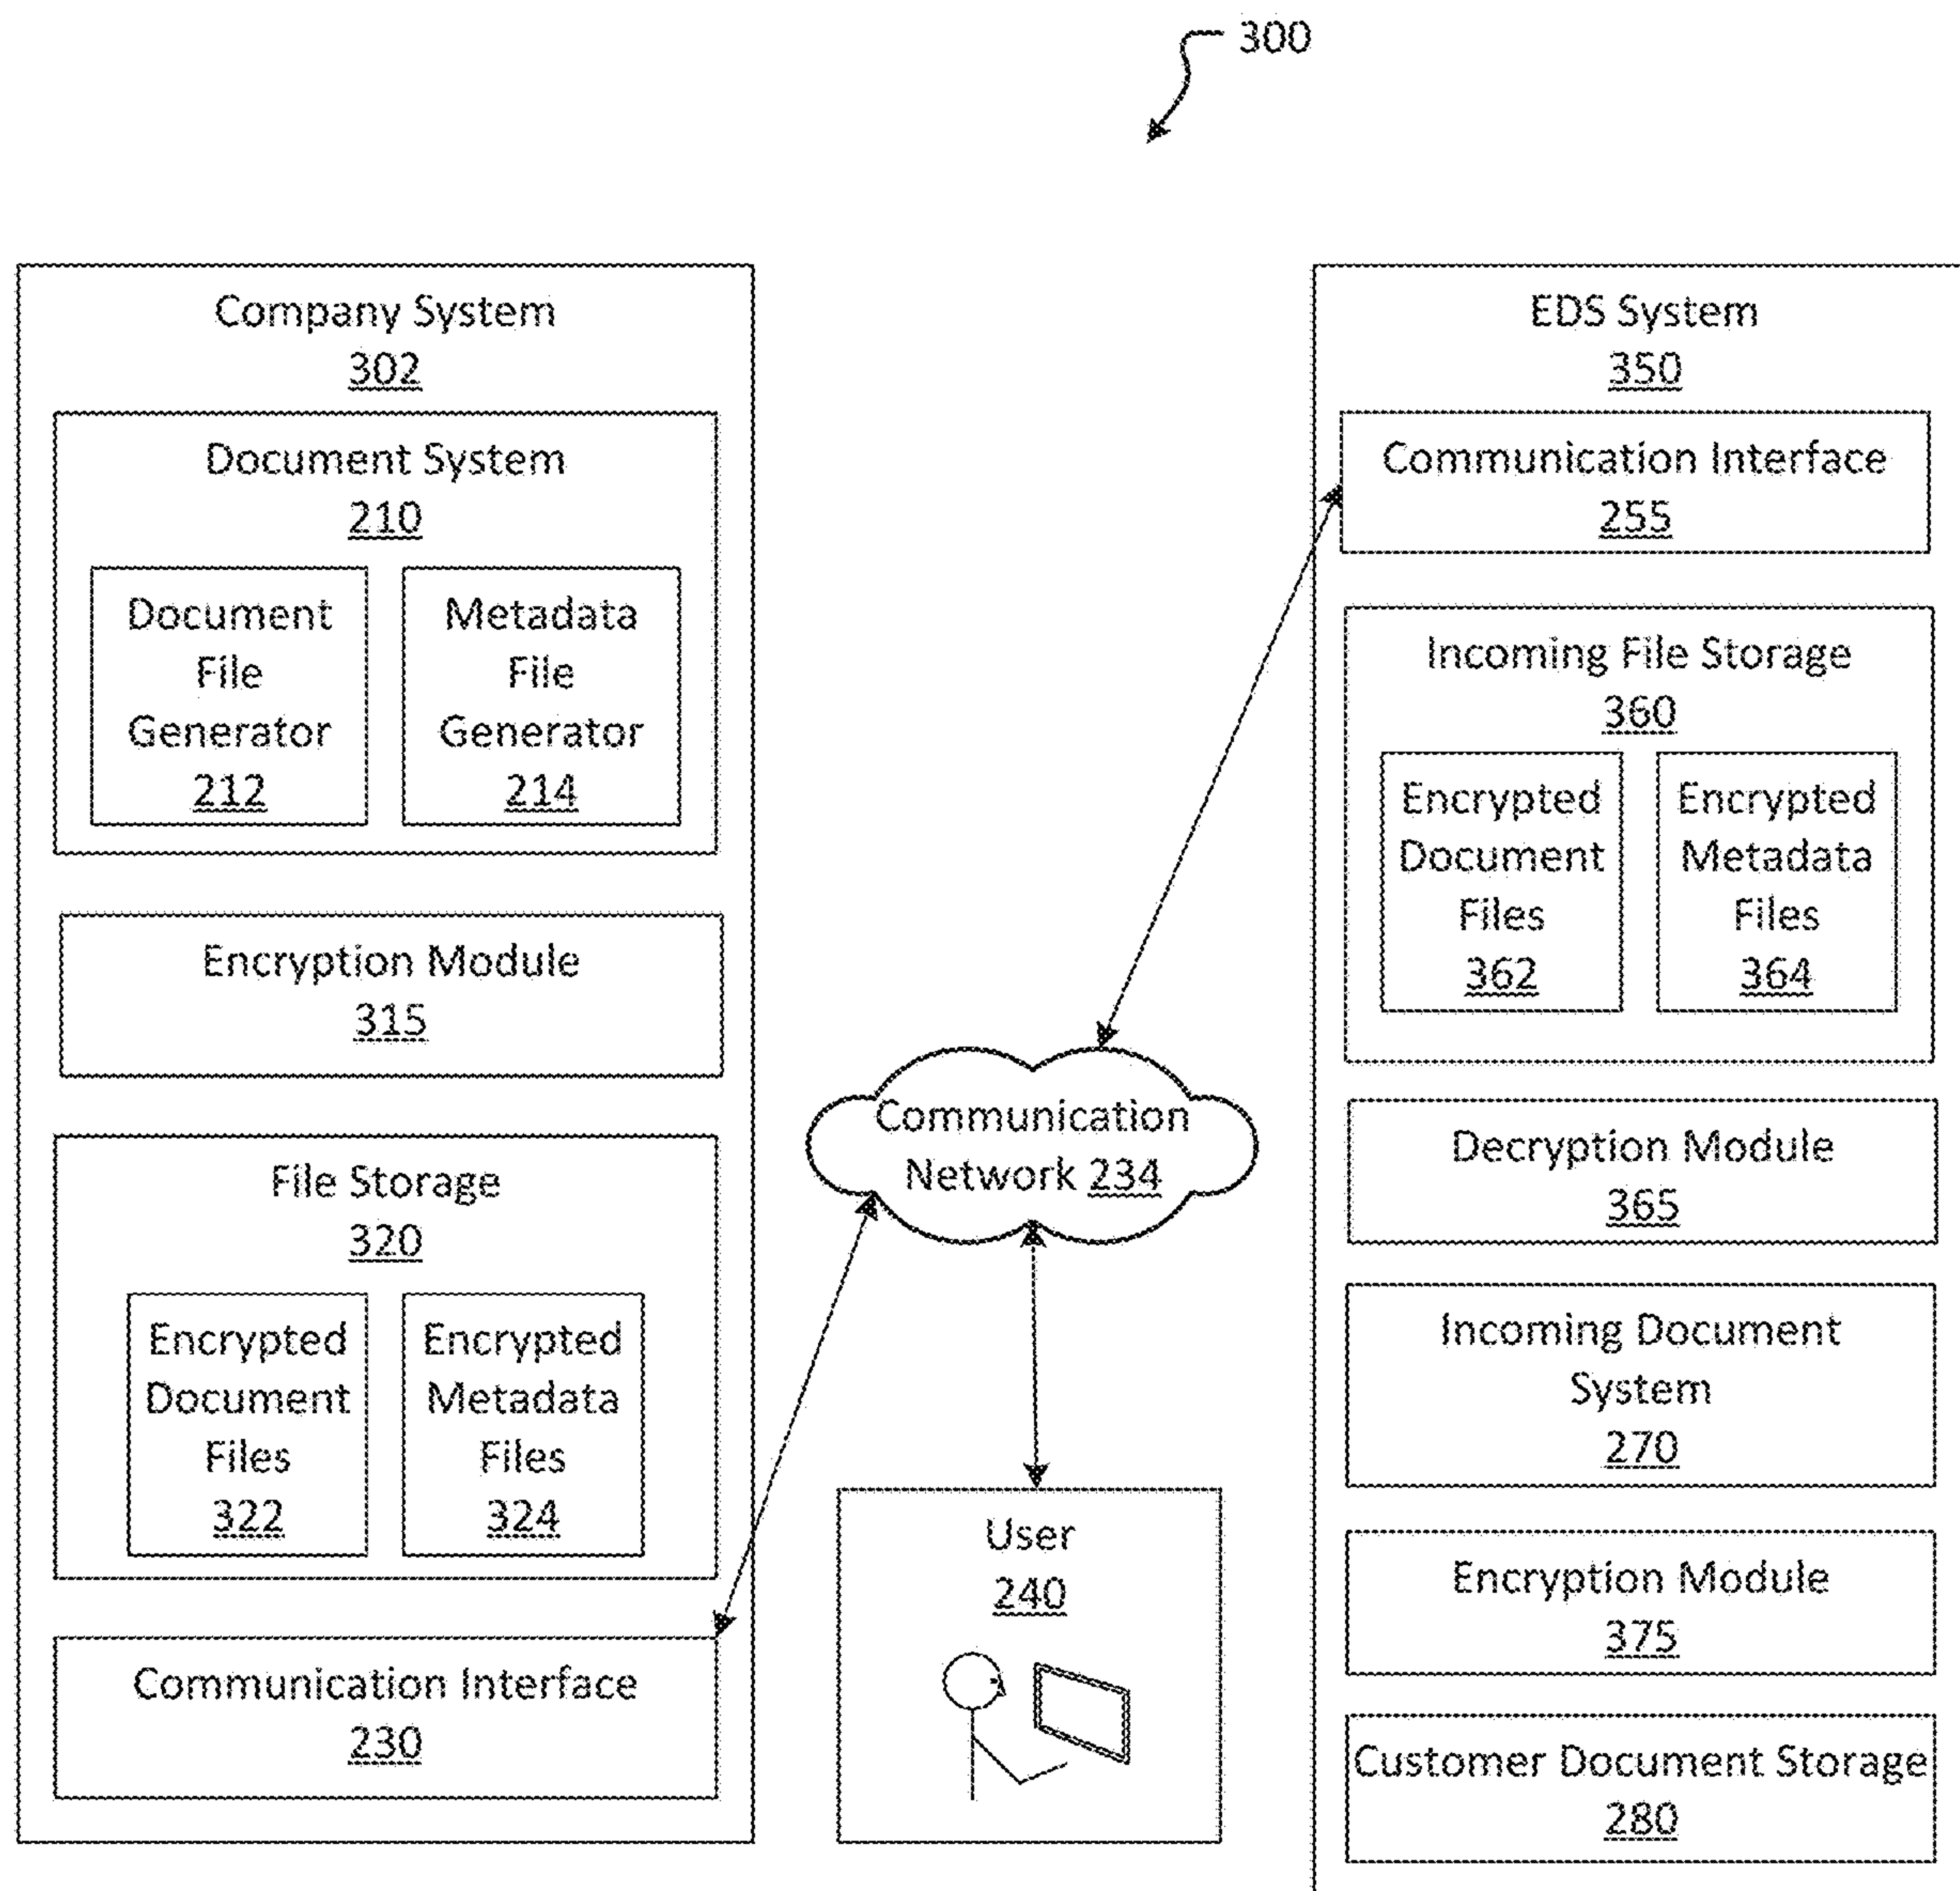 300
Company System
302
Document System
210
Document
File
Generator
212
Metadata
File
Generator
214
Encryption Module
315
File Storage
320
Encrypted
Document
Files
322
Encrypted
Metadata
Files
324
Communication Interface
230
Communication
Network 234
User
240
EDS System
350
Communication Interface
255
Incoming File Storage
360
Encrypted
Document
Files
362
Encrypted
Metadata
Files
364
Decryption Module
365
Incoming Document
System
270
Encryption Module
375
Customer Document Storage
280